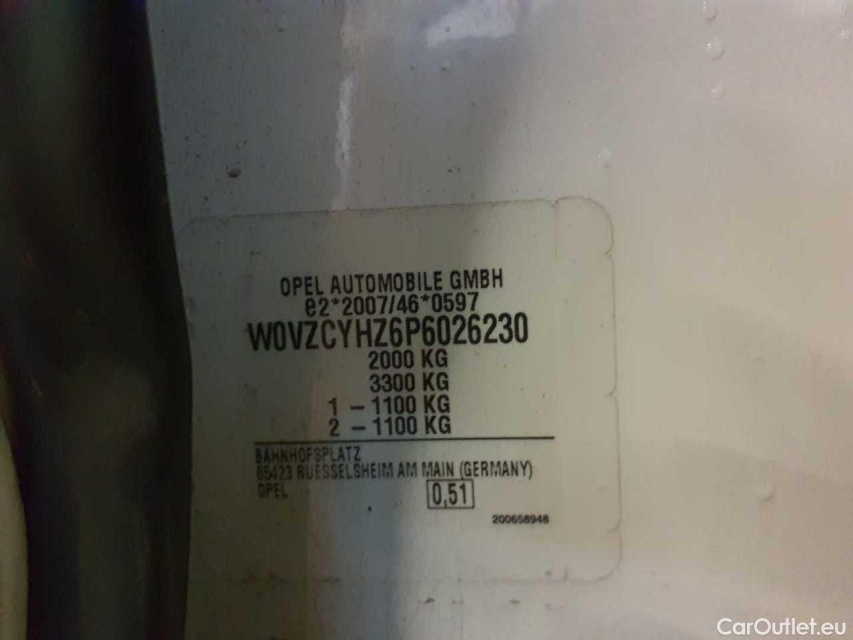 OPEL AUTOMOBILE GMBH
e2*2007/46*0597
W0VZCYHZ6P6026230
2000 KG
3300 KG
1 - 1100 KG
2 - 1100 KG
BAHNHOFSPLATZ
65423 RUESSELSHEIM AM MAIN (GERMANY)
OPEL
0,51
200658948
CarOutlet.eu